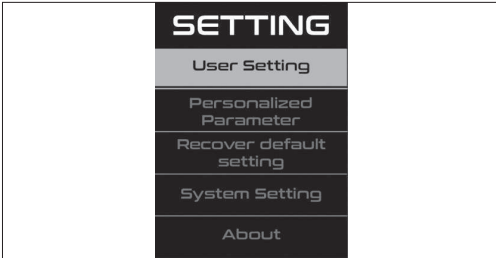 SETTING
User Setting
Personalized
Parameter
Recover default
setting
System Setting
About